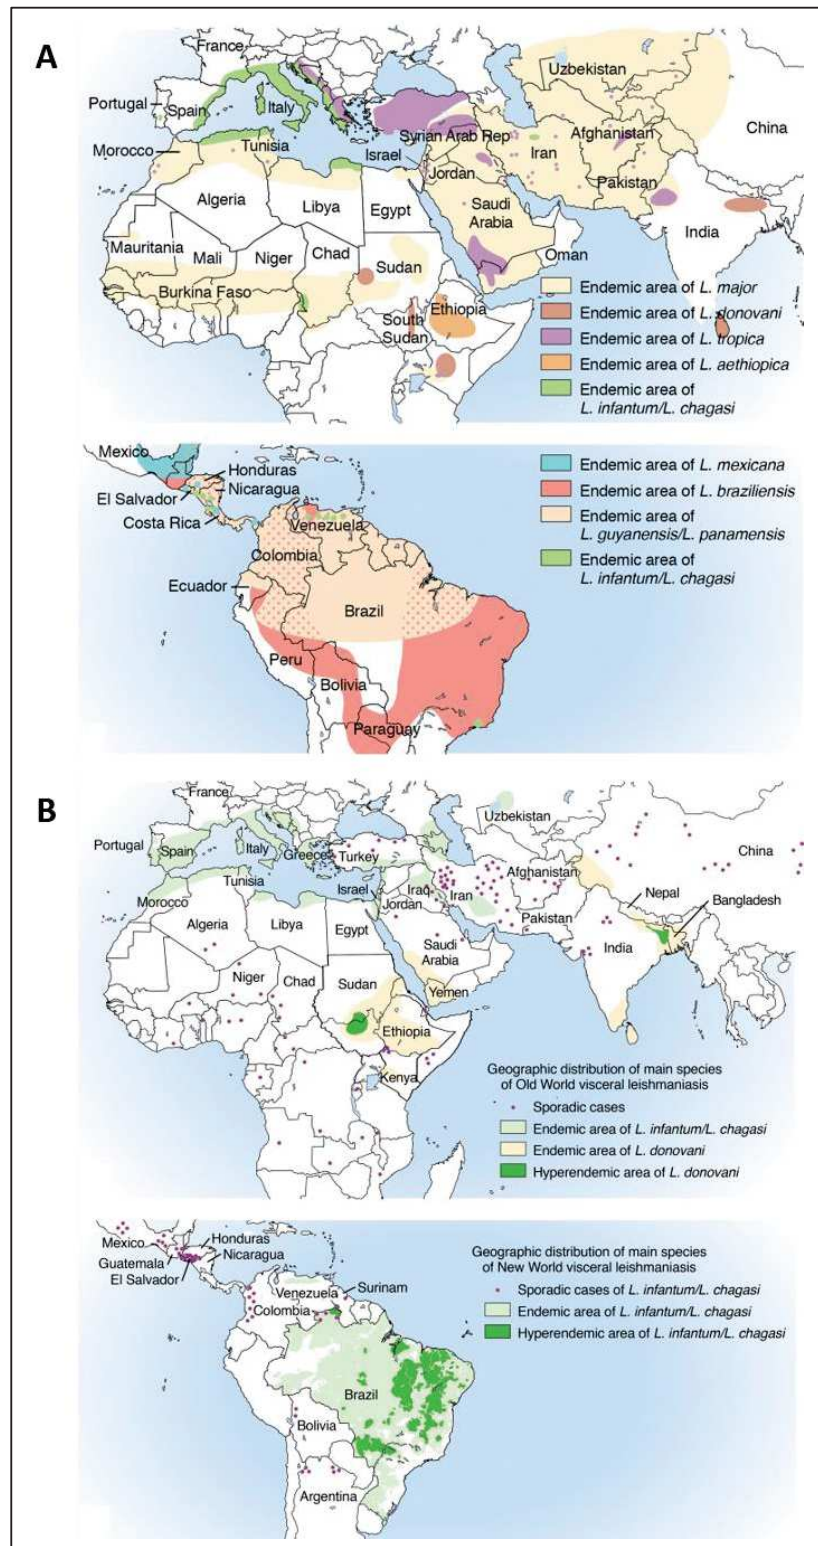 A
France
Uzbekistan
Portugal
Spain
Italy
China
Syrian Arab Rep
Afghanistan
Morocco
Tunisia
Israel
Iran
Jordan
Pakistan
Algeria
Libya
Egypt
Saudi
Arabia
India
Mauritania
Mali
Niger
Chad
Oman
Sudan
Burkina Faso
Ethiopia
South
Sudan
Endemic area of L. major
Endemic area of L. donovani
Endemic area of L. tropica
Endemic area of L. aethiopica
Endemic area of
L. infantum/L. chagasi
Mexico
Honduras
Nicaragua
El Salvador
Costa Rica
Venezuela
Colombia
Ecuador
Brazil
Peru
Bolivia
Paraguay
Endemic area of L. mexicana
Endemic area of L. braziliensis
Endemic area of
L. guyanensis/L. panamensis
Endemic area of
L. infantum/L. chagasi
B
France
Uzbekistan
Portugal
Spain
Italy
Greece
Turkey
China
Afghanistan
Tunisia
Israel
Iraq
Iran
Nepal
Morocco
Jordan
Bangladesh
Algeria
Libya
Egypt
Pakistan
Saudi
Arabia
India
Niger
Chad
Sudan
Yemen
Ethiopia
Kenya
Geographic distribution of main species
of Old World visceral leishmaniasis
Sporadic cases
Endemic area of L. infantum/L. chagasi
Endemic area of L. donovani
Hyperendemic area of L. donovani
Mexico
Honduras
Guatemala
Nicaragua
El Salvador
Venezuela
Surinam
Colombia
Brazil
Bolivia
Argentina
Geographic distribution of main species
of New World visceral leishmaniasis
Sporadic cases of L. infantum/L. chagasi
Endemic area of L. infantum/L. chagasi
Hyperendemic area of L. infantum/L. chagasi